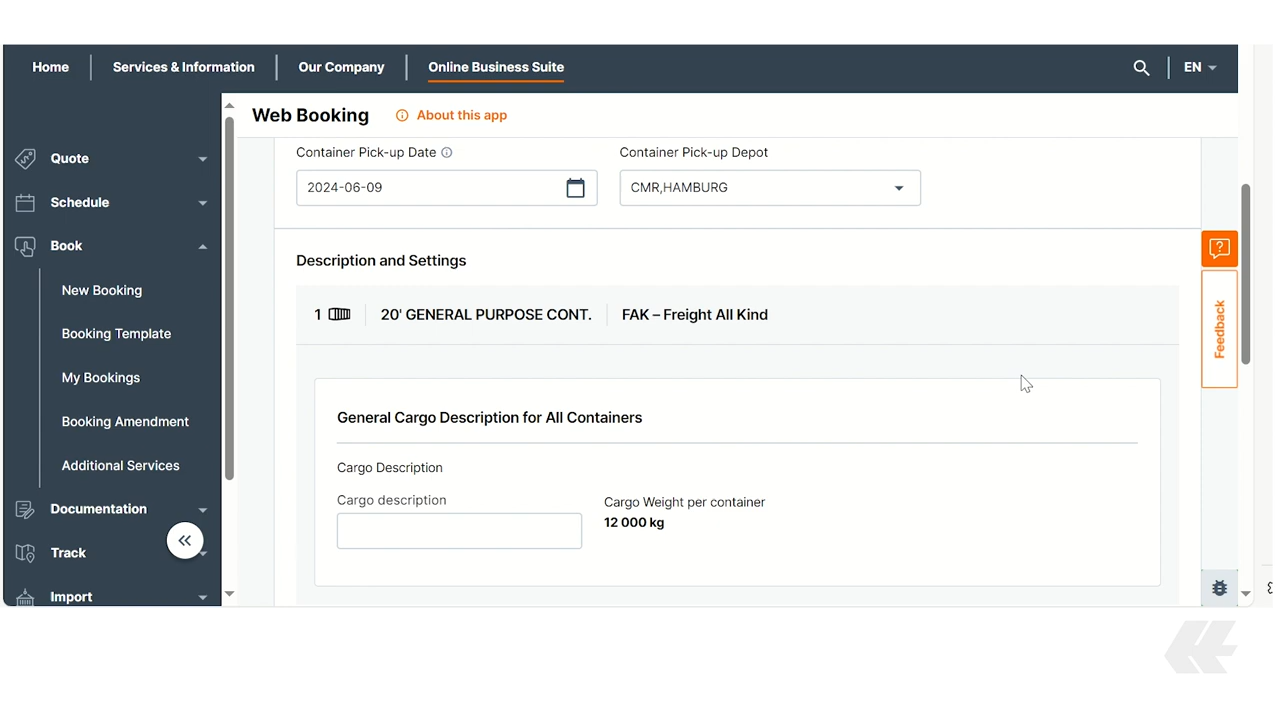 Home
Services & Information
Our Company
Online Business Suite
EN
Quote
Schedule
Book
New Booking
Booking Template
My Bookings
Booking Amendment
Additional Services
Documentation
Track
Import
Web Booking
About this app
Container Pick-up Date
Container Pick-up Depot
2024-06-09
CMR,HAMBURG
Description and Settings
1
20' GENERAL PURPOSE CONT.
FAK – Freight All Kind
General Cargo Description for All Containers
Cargo Description
Cargo description
Cargo Weight per container
12 000 kg
Feedback